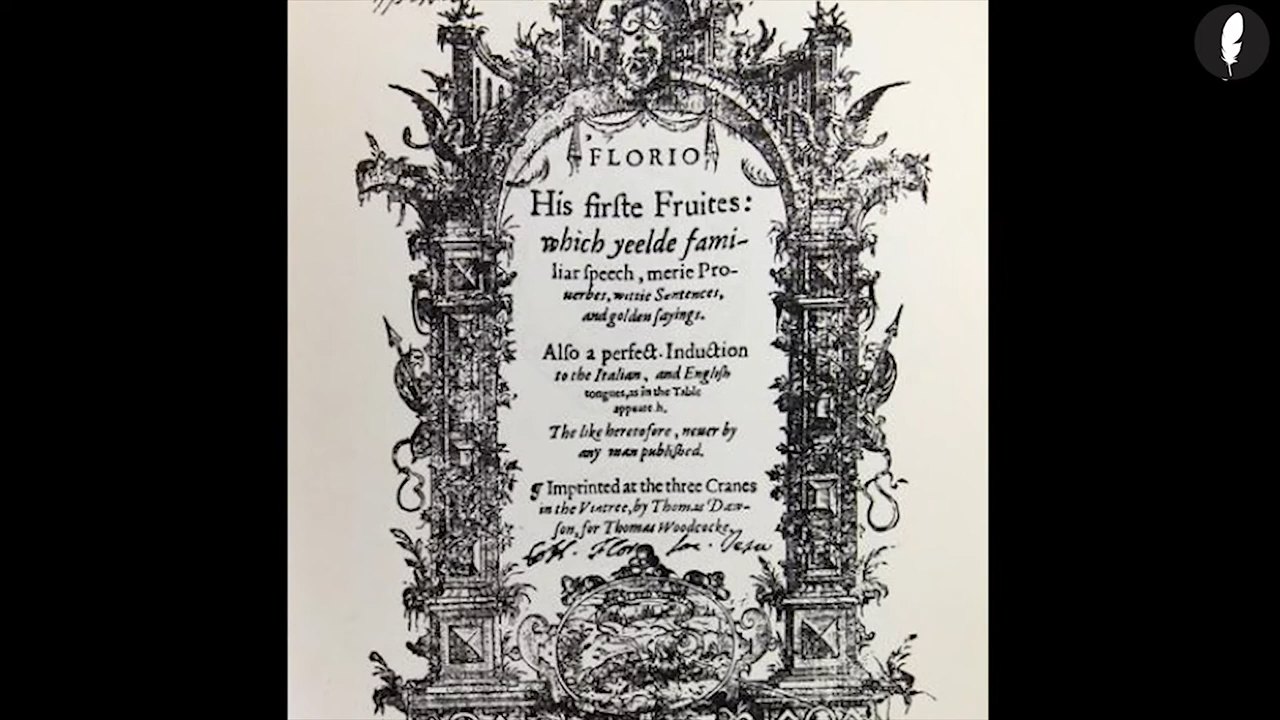 FLORIO
His firſte Fruites:
which yeelde fami-
liar ſpeech, merie Pro-
uerbes, wittie Sentences,
and golden ſayings.
Alſo a perfect Induction
to the Italian, and Engliſh
tongues, as in the Table
appeareth.
The like heretofore, neuer by
any man publiſhed.
¶ Imprinted at the three Cranes
in the Vintree, by Thomas Daw-
ſon, for Thomas Woodcocke.